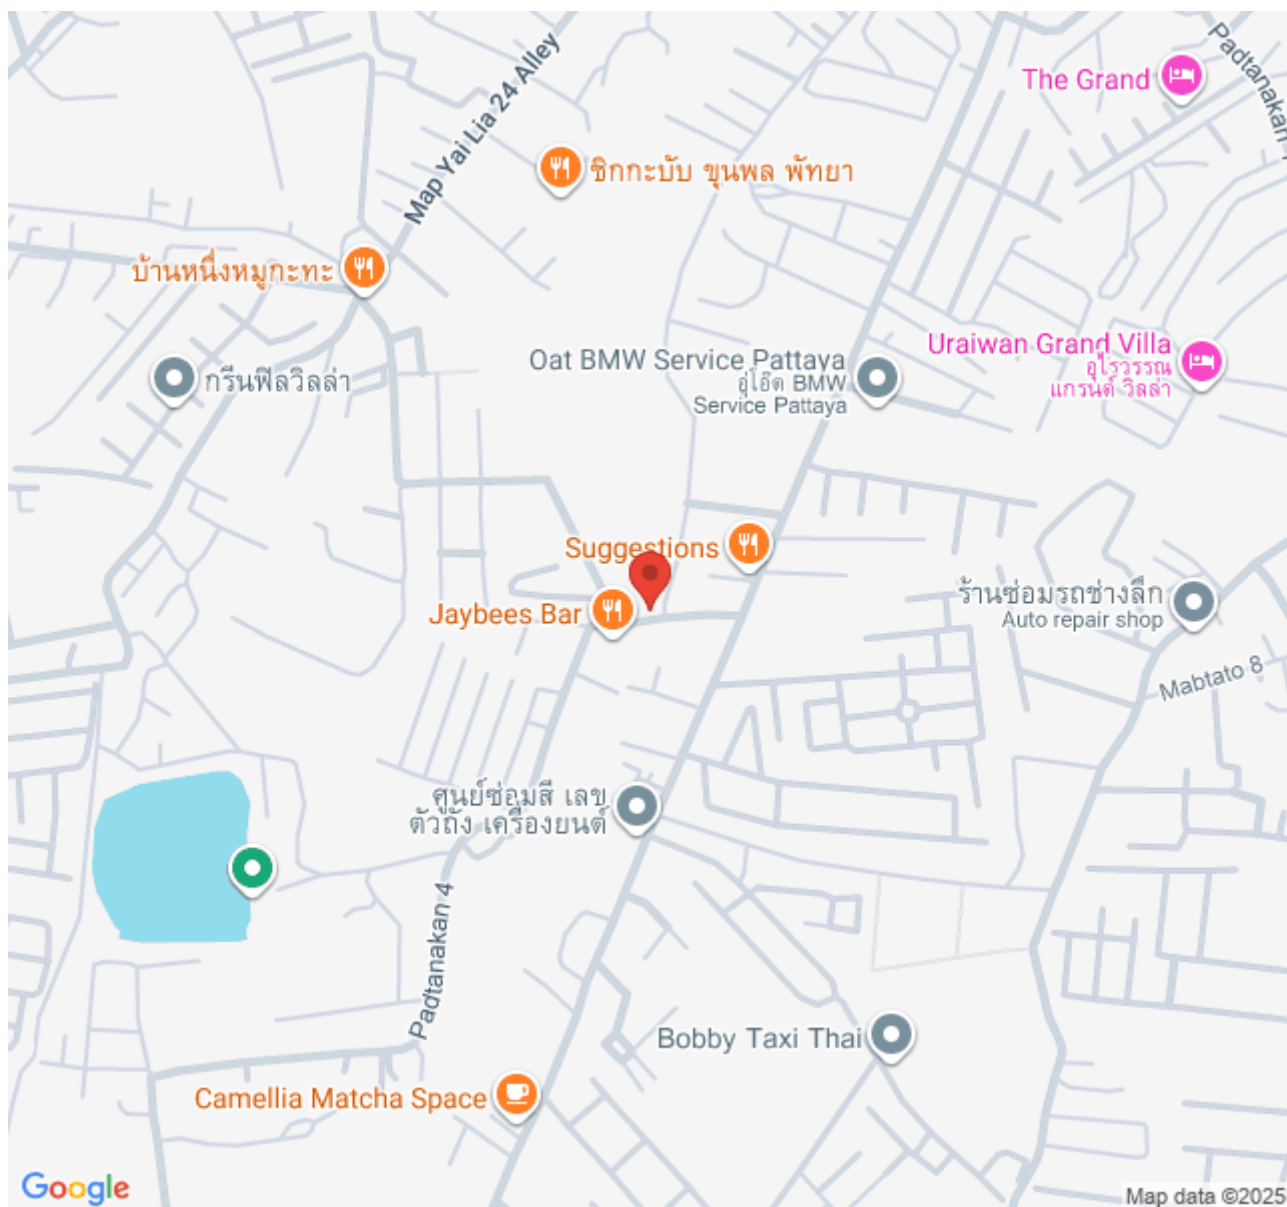 Padtanakan
The Grand
Map Yai Lia 24 Alley
ชิกกะบับ ขุนพล พัทยา
บ้านหนึ่งหมูกะทะ
Uraiwan Grand Villa
อุไรวรรณ
แกรนด์ วิลล่า
Oat BMW Service Pattaya
อู่โอ๊ต BMW
Service Pattaya
กรีนฟิลวิลล่า
Suggestions
Jaybees Bar
ร้านซ่อมรถช่างลึก
Auto repair shop
Mabtato 8
ศูนย์ซ่อมสี เลข
ตัวถัง เครื่องยนต์
Padtanakan 4
Bobby Taxi Thai
Camellia Matcha Space
Google
Map data ©2025